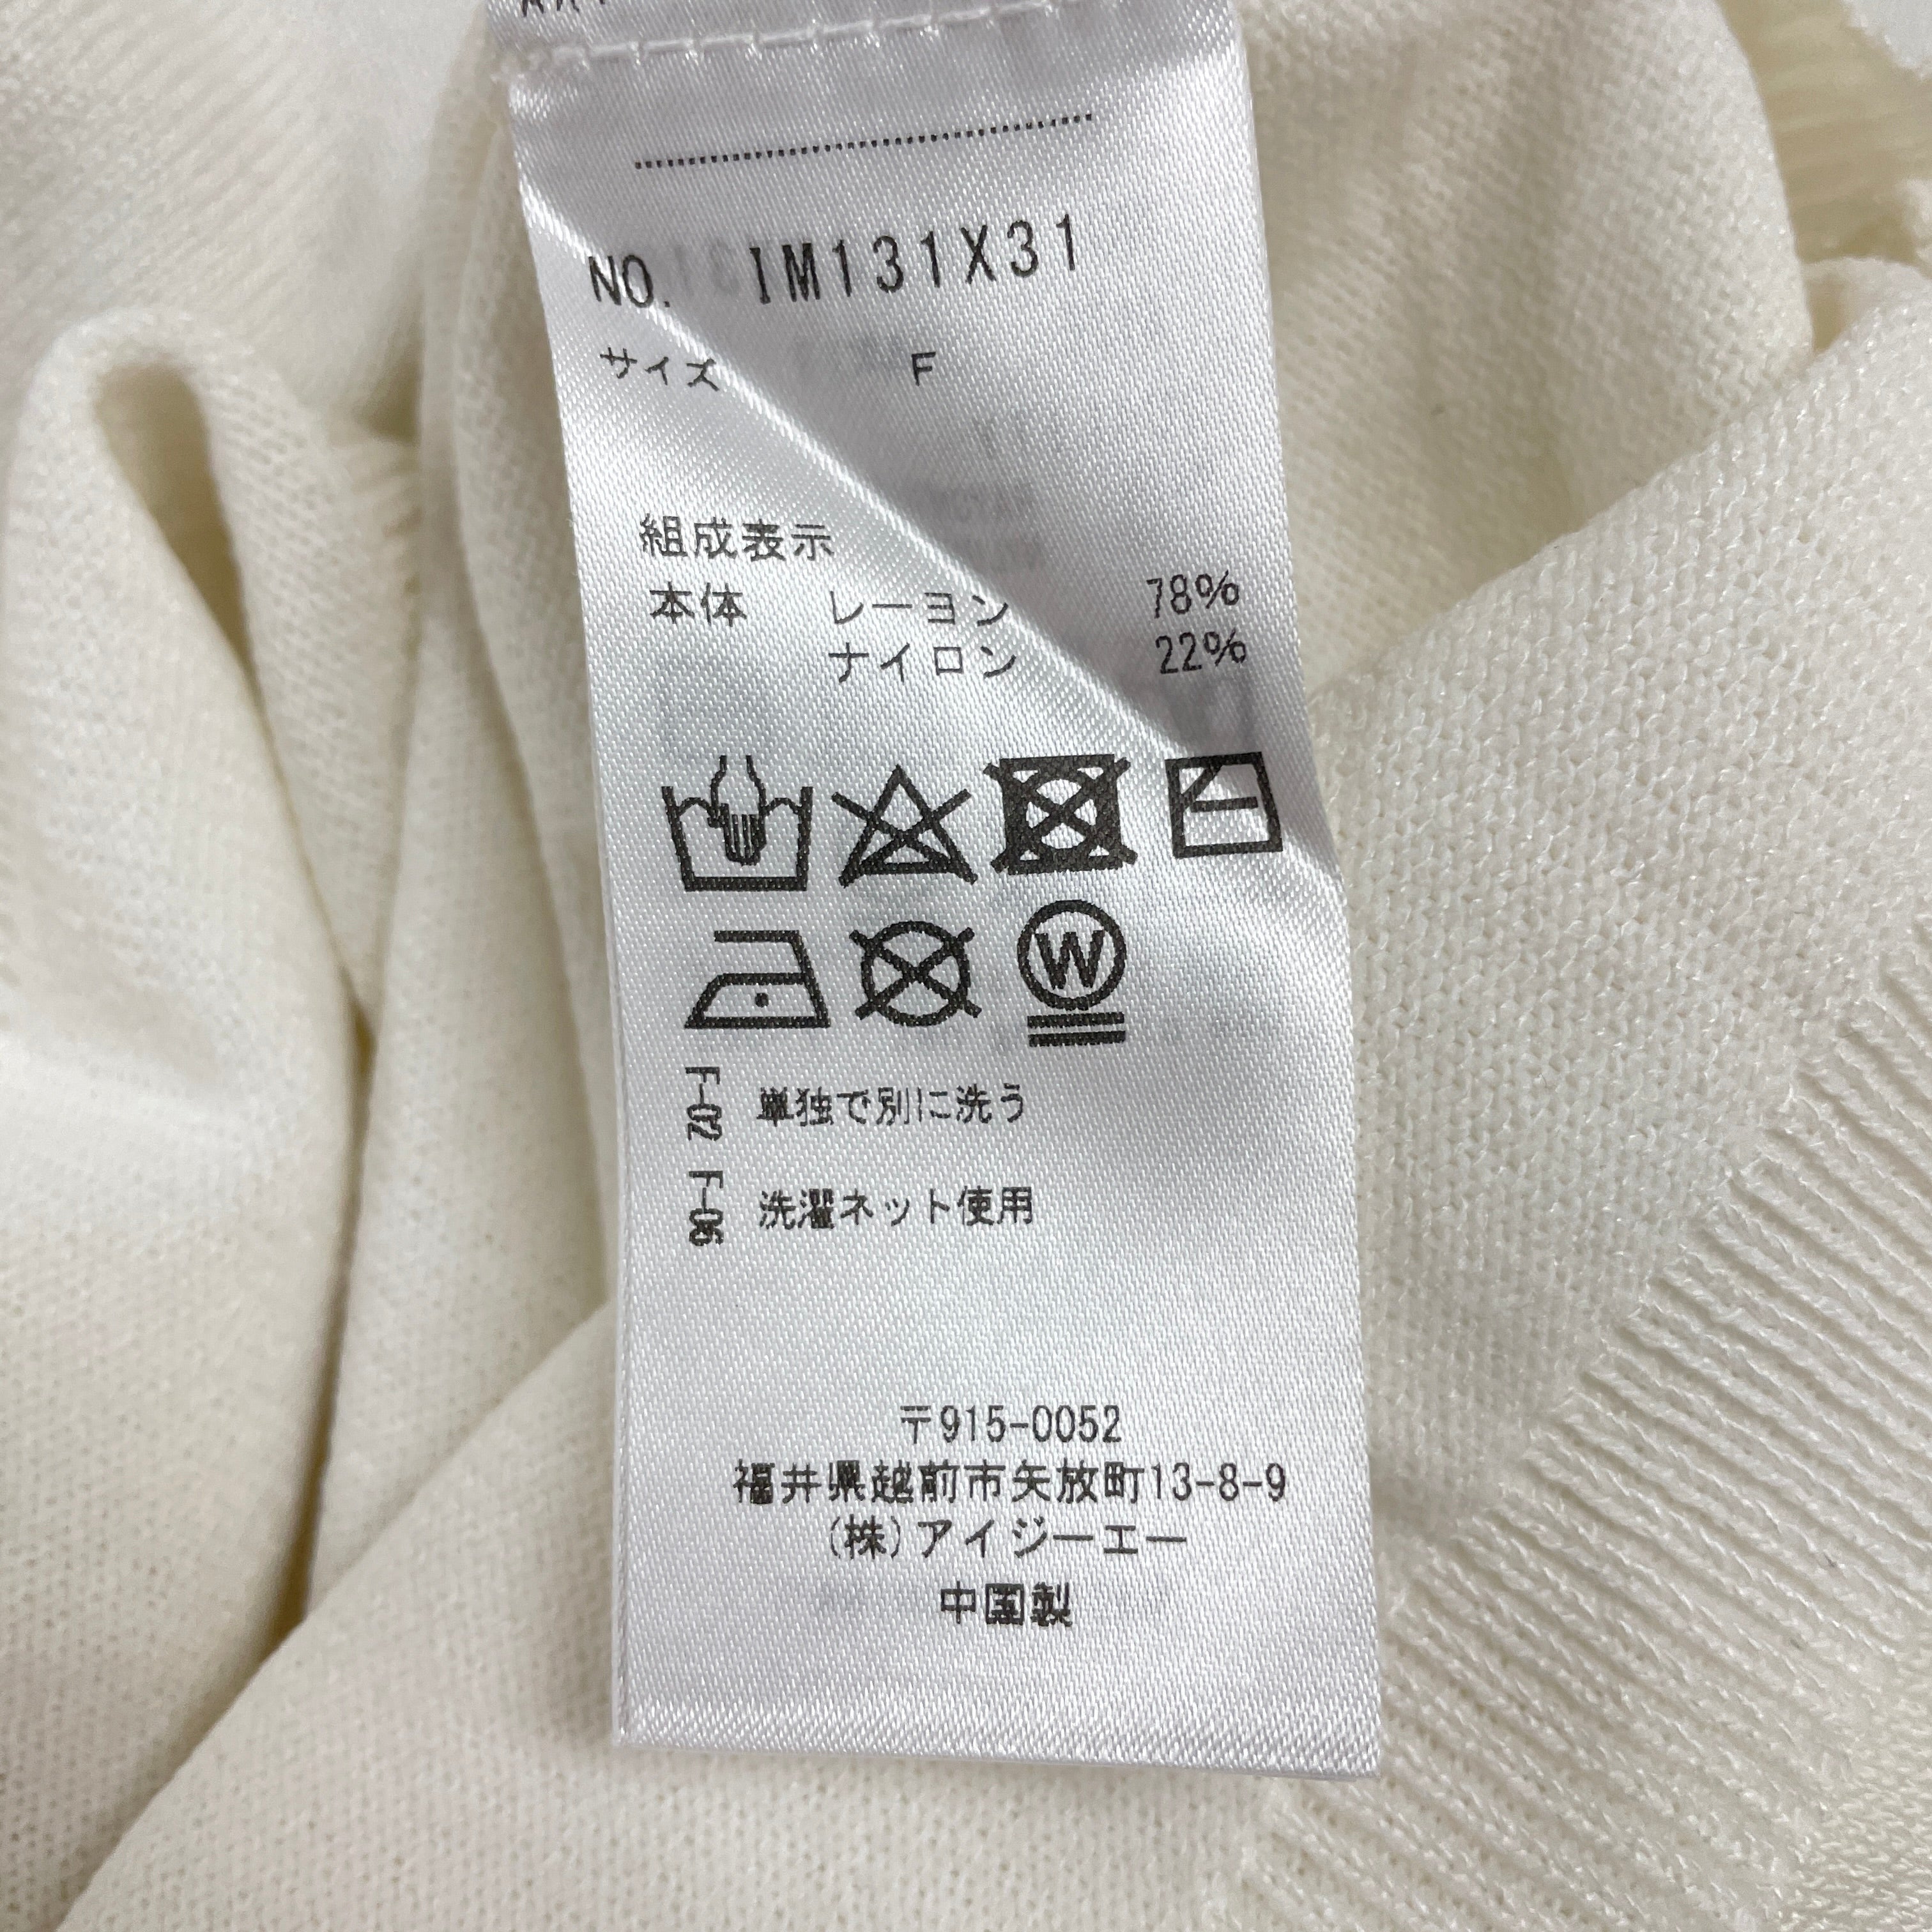 NO. IM131X31
サイズ F
組成表示
本体 レーヨン 78%
ナイロン 22%
W
F-02 単独で別に洗う
F-06 洗濯ネット使用
〒915-0052
福井県越前市矢放町13-8-9
(株)アイジーエー
中国製